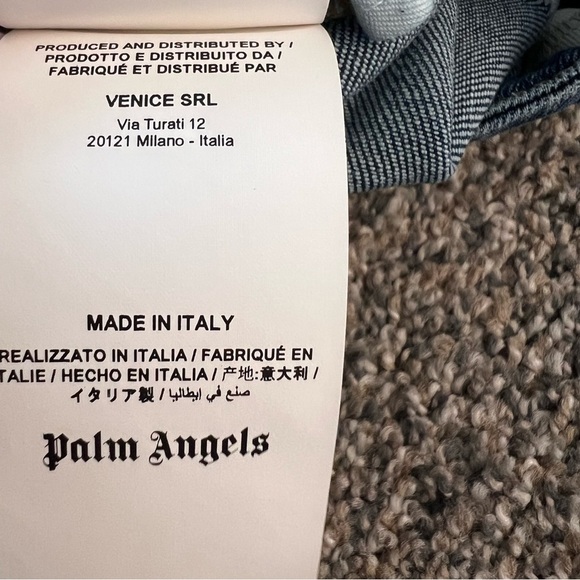 PRODUCED AND DISTRIBUTED BY /
PRODOTTO E DISTRIBUITO DA /
FABRIQUÉ ET DISTRIBUÉ PAR
VENICE SRL
Via Turati 12
20121 Milano - Italia
MADE IN ITALY
REALIZZATO IN ITALIA / FABRIQUÉ EN
TALIE / HECHO EN ITALIA / 产地:意大利 /
イタリア製 / صنع في إيطاليا
Palm Angels